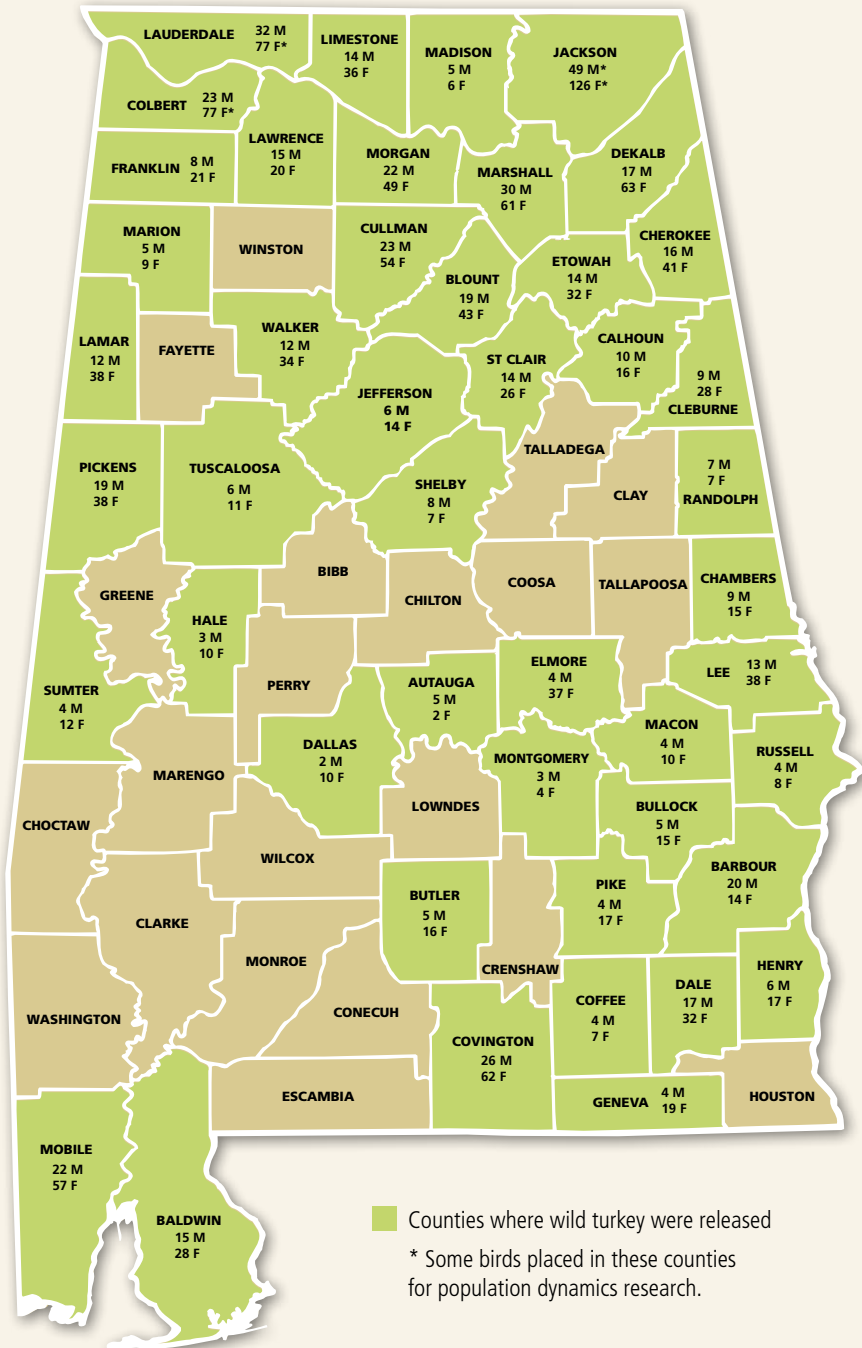 LAUDERDALE 32 M
77 F*
LIMESTONE
14 M
36 F
MADISON
5 M
6 F
JACKSON
49 M*
126 F*
COLBERT 23 M
77 F*
LAWRENCE
15 M
20 F
FRANKLIN 8 M
21 F
MORGAN
22 M
49 F
MARSHALL
30 M
61 F
DEKALB
17 M
63 F
MARION
5 M
9 F
WINSTON
CULLMAN
23 M
54 F
BLOUNT
19 M
43 F
ETOWAH
14 M
32 F
CHEROKEE
16 M
41 F
LAMAR
12 M
38 F
FAYETTE
WALKER
12 M
34 F
JEFFERSON
6 M
14 F
ST CLAIR
14 M
26 F
CALHOUN
10 M
16 F
9 M
28 F
CLEBURNE
PICKENS
19 M
38 F
TUSCALOOSA
6 M
11 F
SHELBY
8 M
7 F
TALLADEGA
CLAY
7 M
7 F
RANDOLPH
GREENE
HALE
3 M
10 F
BIBB
CHILTON
COOSA
TALLAPOOSA
CHAMBERS
9 M
15 F
SUMTER
4 M
12 F
PERRY
AUTAUGA
5 M
2 F
ELMORE
4 M
37 F
LEE 13 M
38 F
MARENGO
DALLAS
2 M
10 F
LOWNDES
MONTGOMERY
3 M
4 F
MACON
4 M
10 F
RUSSELL
4 M
8 F
CHOCTAW
WILCOX
BULLOCK
5 M
15 F
BARBOUR
20 M
14 F
CLARKE
MONROE
BUTLER
5 M
16 F
CRENSHAW
PIKE
4 M
17 F
HENRY
6 M
17 F
WASHINGTON
CONECUH
COVINGTON
26 M
62 F
COFFEE
4 M
7 F
DALE
17 M
32 F
ESCAMBIA
GENEVA 4 M
19 F
HOUSTON
MOBILE
22 M
57 F
BALDWIN
15 M
28 F
Counties where wild turkey were released
* Some birds placed in these counties
for population dynamics research.